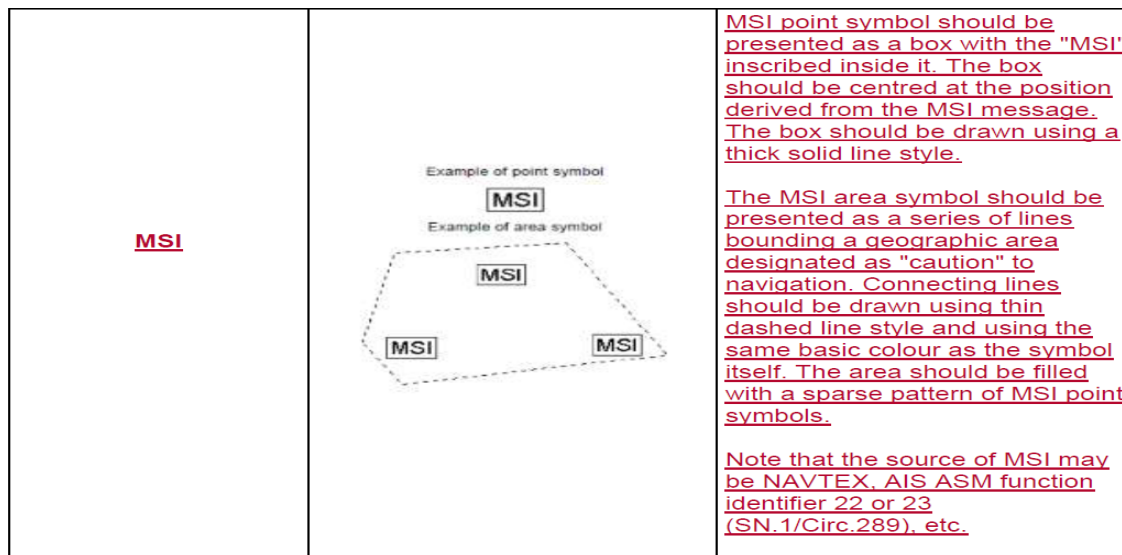 MSI
Example of point symbol
MSI
Example of area symbol
MSI
MSI
MSI
MSI point symbol should be
presented as a box with the "MSI"
inscribed inside it. The box
should be centred at the position
derived from the MSI message.
The box should be drawn using a
thick solid line style.
The MSI area symbol should be
presented as a series of lines
bounding a geographic area
designated as "caution" to
navigation. Connecting lines
should be drawn using thin
dashed line style and using the
same basic colour as the symbol
itself. The area should be filled
with a sparse pattern of MSI point
symbols.
Note that the source of MSI may
be NAVTEX, AIS ASM function
identifier 22 or 23
(SN.1/Circ.289), etc.